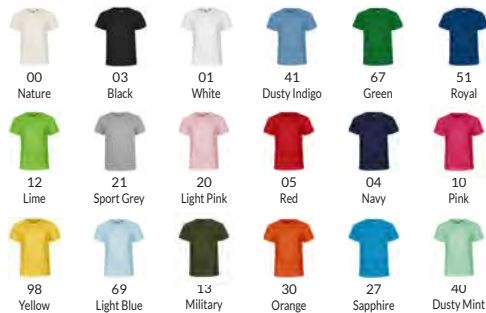 00 03 01 41 67 51
Nature Black White Dusty Indigo Green Royal
12 21 20 05 04 10
Lime Sport Grey Light Pink Red Navy Pink
98 69 13 30 27 40
Yellow Light Blue Military Orange Sapphire Dusty Mint